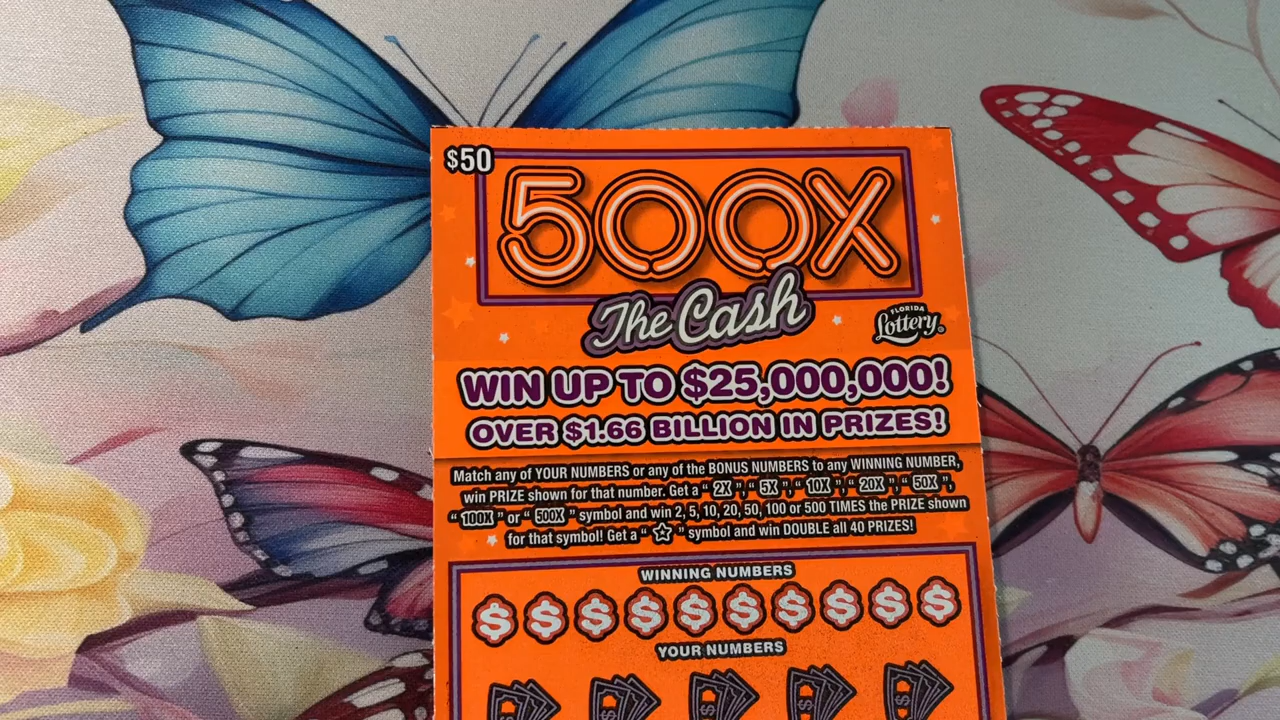 $50
500X
The Cash
FLORIDA
Lottery
WIN UP TO $25,000,000!
OVER $1.66 BILLION IN PRIZES!
Match any of YOUR NUMBERS or any of the BONUS NUMBERS to any WINNING NUMBER,
win PRIZE shown for that number. Get a " 2X ", " 5X ", " 10X ", " 20X ", " 50X ",
" 100X " or " 500X " symbol and win 2, 5, 10, 20, 50, 100 or 500 TIMES the PRIZE shown
for that symbol! Get a " ☆ " symbol and win DOUBLE all 40 PRIZES!
WINNING NUMBERS
$ $ $ $ $ $ $ $ $ $
YOUR NUMBERS